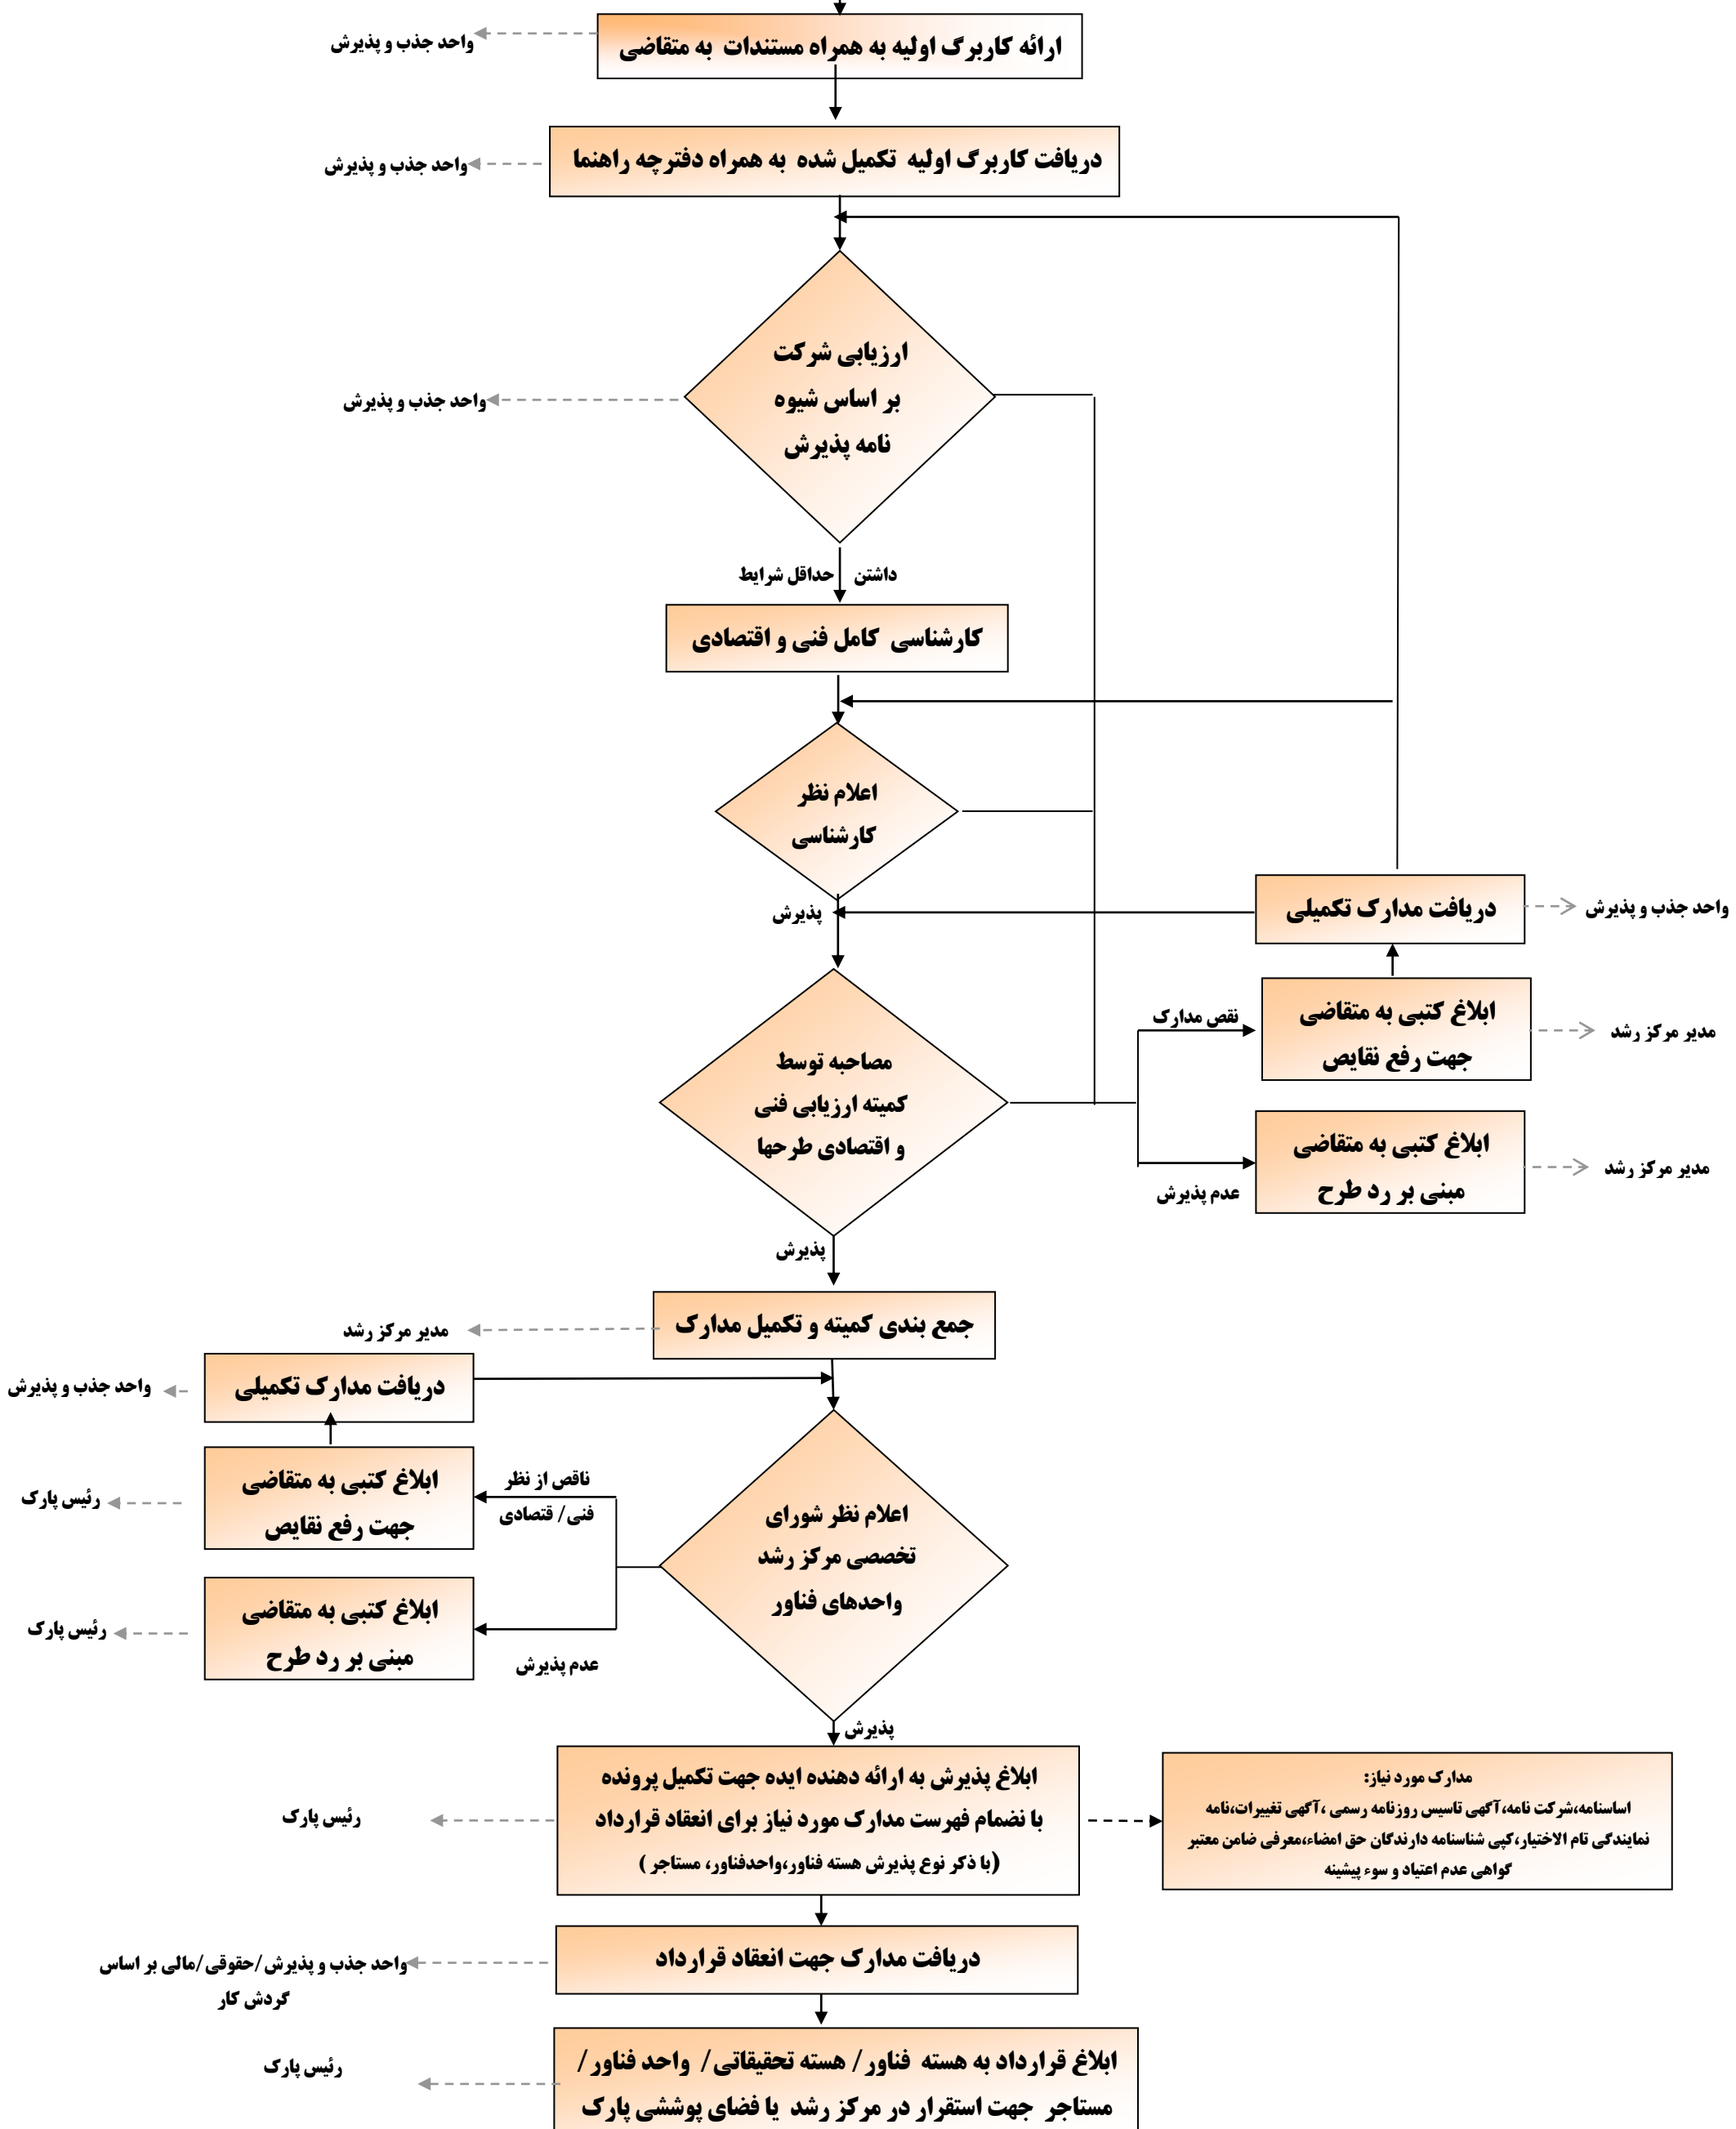 ارائه کاربرگ اولیه به همراه مستندات به متقاضی
واحد جذب و پذیرش
دریافت کاربرگ اولیه تکمیل شده به همراه دفترچه راهنما
واحد جذب و پذیرش
ارزیابی شرکت
بر اساس شیوه
نامه پذیرش
واحد جذب و پذیرش
داشتن حداقل شرایط
کارشناسی کامل فنی و اقتصادی
اعلام نظر
کارشناسی
پذیرش
دریافت مدارک تکمیلی
واحد جذب و پذیرش
ابلاغ کتبی به متقاضی
جهت رفع نقایص
مدیر مرکز رشد
نقص مدارک
مصاحبه توسط
کمیته ارزیابی فنی
و اقتصادی طرحها
ابلاغ کتبی به متقاضی
مبنی بر رد طرح
مدیر مرکز رشد
عدم پذیرش
پذیرش
جمع بندی کمیته و تکمیل مدارک
مدیر مرکز رشد
دریافت مدارک تکمیلی
واحد جذب و پذیرش
ابلاغ کتبی به متقاضی
جهت رفع نقایص
رئیس پارک
ناقص از نظر
فنی/ قتصادی
اعلام نظر شورای
تخصصی مرکز رشد
واحدهای فناور
ابلاغ کتبی به متقاضی
مبنی بر رد طرح
رئیس پارک
عدم پذیرش
پذیرش
ابلاغ پذیرش به ارائه دهنده ایده جهت تکمیل پرونده
با نضمام فهرست مدارک مورد نیاز برای انعقاد قرارداد
(با ذکر نوع پذیرش هسته فناور،واحدفناور، مستاجر )
رئیس پارک
مدارک مورد نیاز:
اساسنامه،شرکت نامه،آگهی تاسیس روزنامه رسمی ،آگهی تغییرات،نامه
نمایندگی تام الاختیار،کپی شناسنامه دارندگان حق امضاء،معرفی ضامن معتبر
گواهی عدم اعتیاد و سوء پیشینه
دریافت مدارک جهت انعقاد قرارداد
واحد جذب و پذیرش/حقوقی/مالی بر اساس
گردش کار
ابلاغ قرارداد به هسته فناور/ هسته تحقیقاتی/ واحد فناور/
مستاجر جهت استقرار در مرکز رشد یا فضای پوششی پارک
رئیس پارک